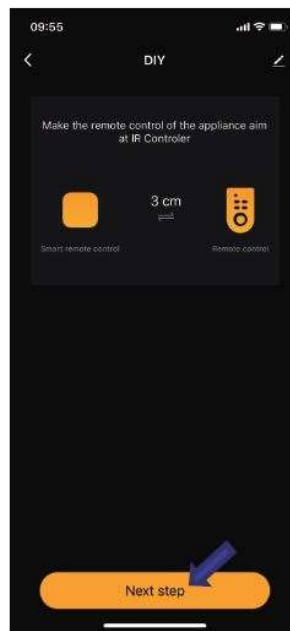 09:55
DIY
Make the remote control of the appliance aim
at IR Controler
3 cm
Smart remote control
Remote control
Next step